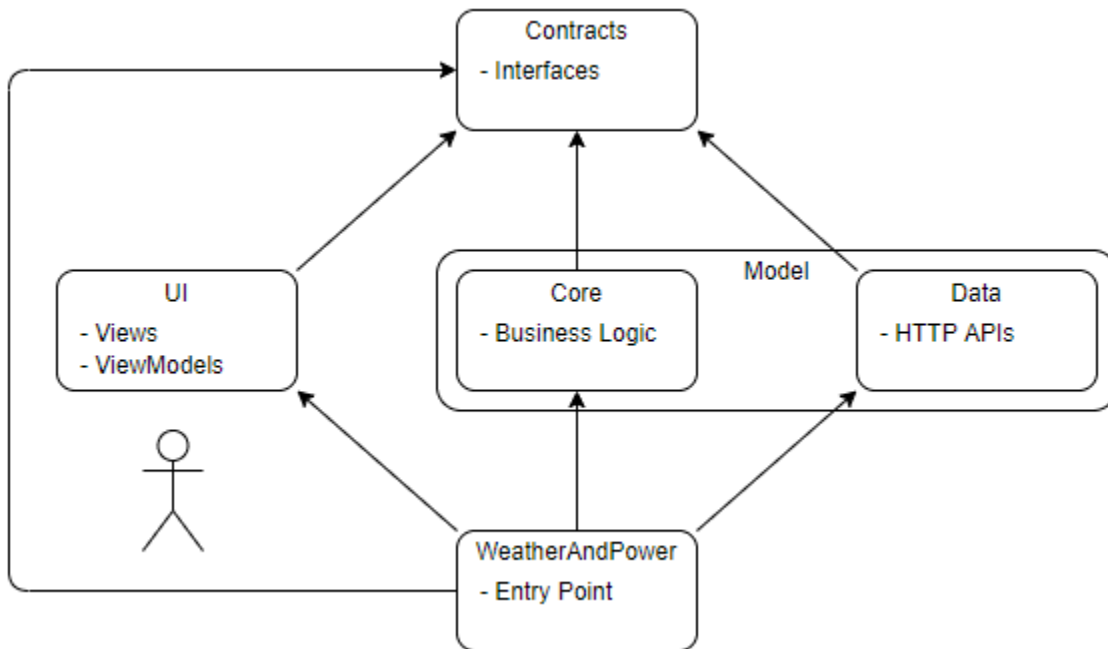 Contracts
- Interfaces
Model
UI
- Views
- ViewModels
Core
- Business Logic
Data
- HTTP APIs
WeatherAndPower
- Entry Point